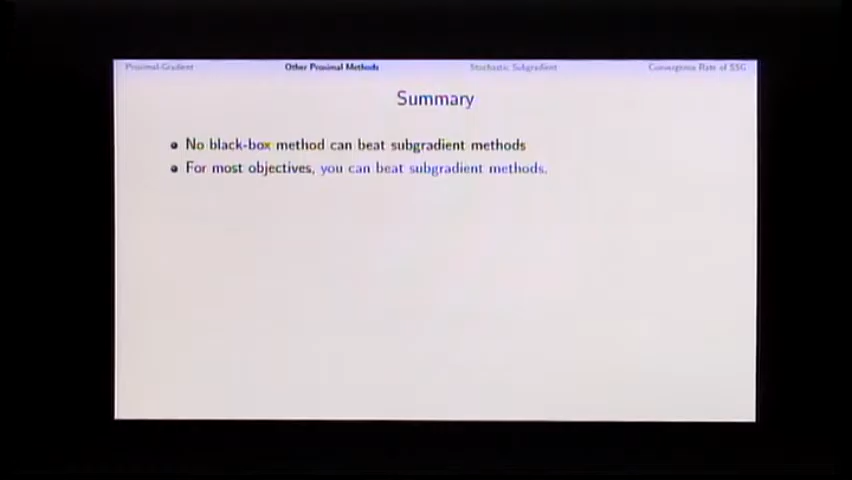 Proximal-Gradient Other Proximal Methods Stochastic Subgradient Convergence Rate of SSG
Summary
No black-box method can beat subgradient methods
For most objectives, you can beat subgradient methods.